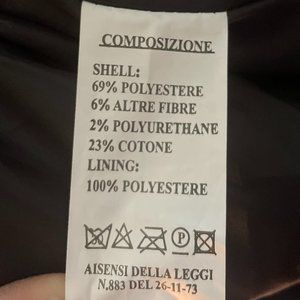 COMPOSIZIONE
SHELL:
69% POLYESTERE
6% ALTRE FIBRE
2% POLYURETHANE
23% COTONE
LINING:
100% POLYESTERE
P
AISENSI DELLA LEGGI
N.883 DEL 26-11-73